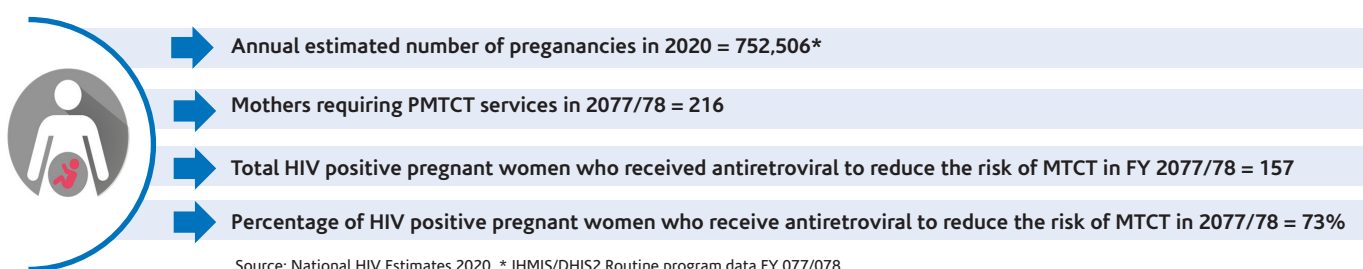 Annual estimated number of preganancies in 2020 = 752,506*
Mothers requiring PMTCT services in 2077/78 = 216
Total HIV positive pregnant women who received antiretroviral to reduce the risk of MTCT in FY 2077/78 = 157
Percentage of HIV positive pregnant women who receive antiretroviral to reduce the risk of MTCT in 2077/78 = 73%
Source: National HIV Estimates 2020, * IHMIS/DHIS2 Routine program data FY 077/078